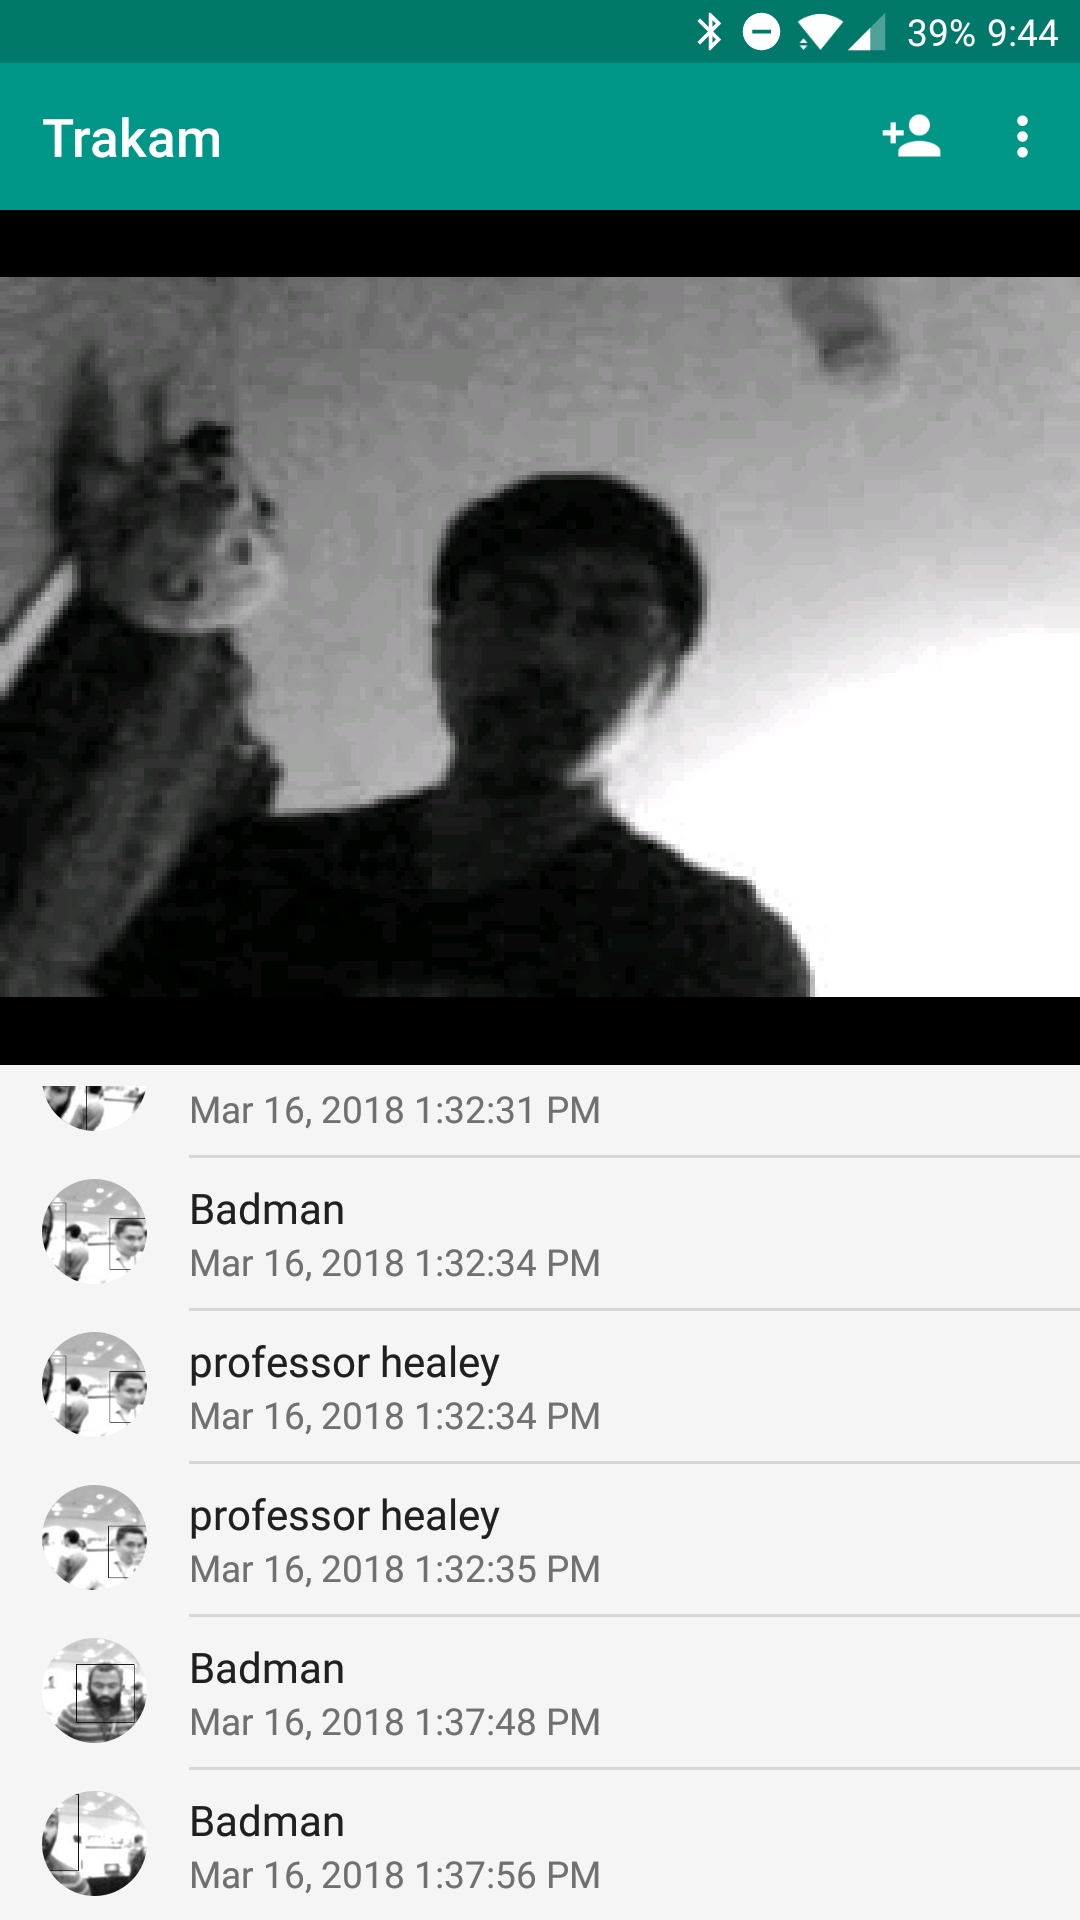 39% 9:44
Trakam
Mar 16, 2018 1:32:31 PM
Badman
Mar 16, 2018 1:32:34 PM
professor healey
Mar 16, 2018 1:32:34 PM
professor healey
Mar 16, 2018 1:32:35 PM
Badman
Mar 16, 2018 1:37:48 PM
Badman
Mar 16, 2018 1:37:56 PM